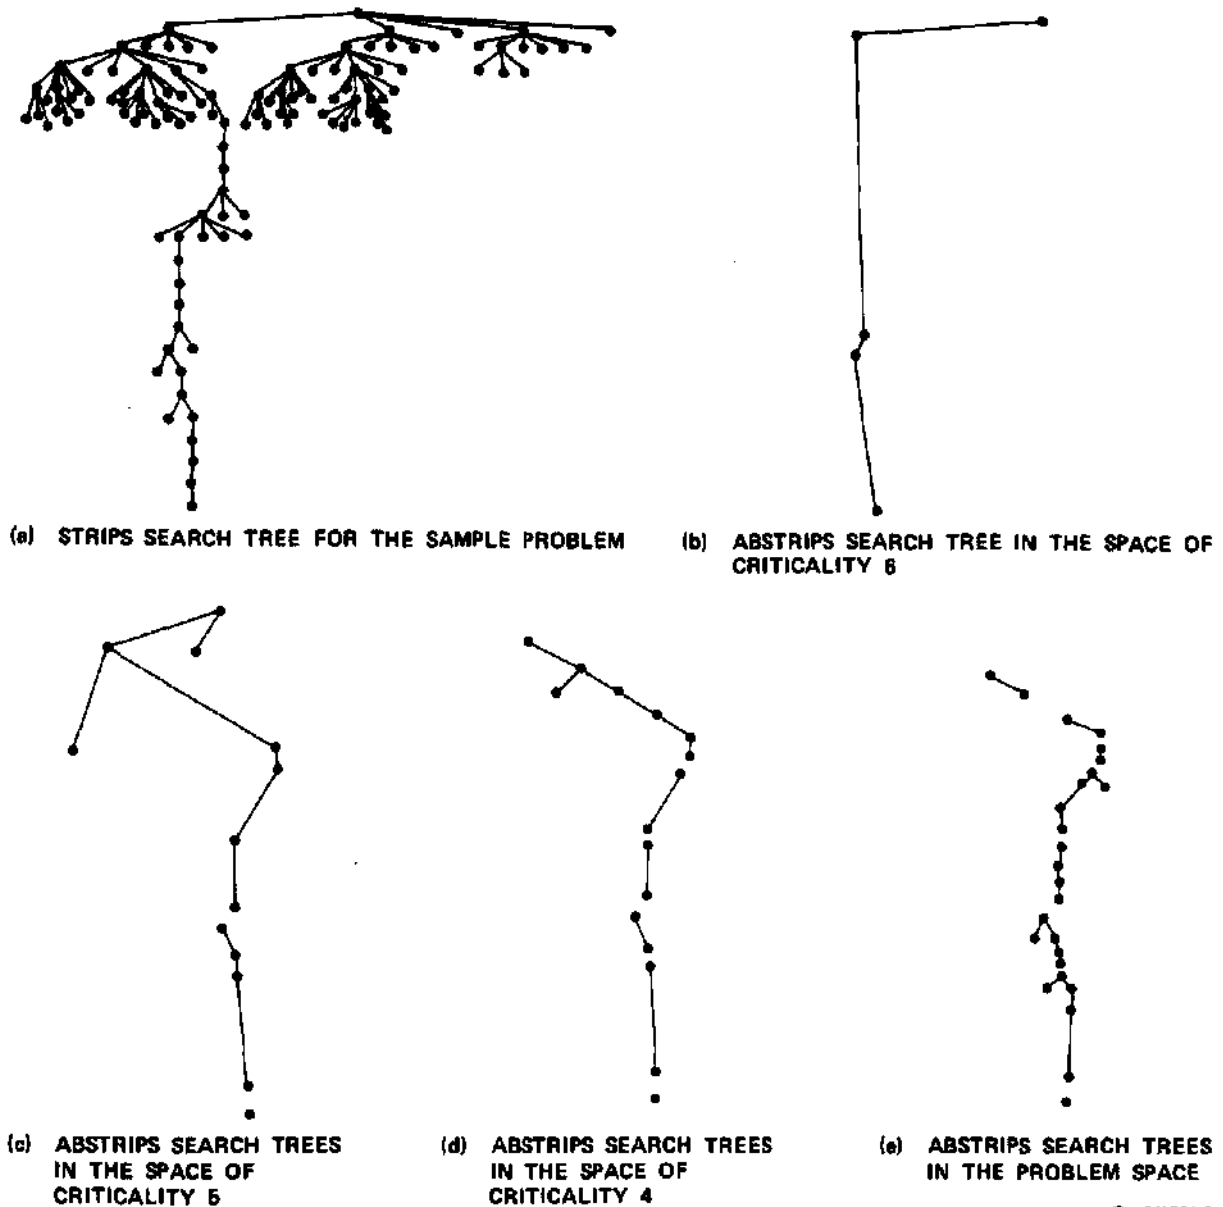 (a) STRIPS SEARCH TREE FOR THE SAMPLE PROBLEM
(b) ABSTRIPS SEARCH TREE IN THE SPACE OF
CRITICALITY 6
(c) ABSTRIPS SEARCH TREES
IN THE SPACE OF
CRITICALITY 5
(d) ABSTRIPS SEARCH TREES
IN THE SPACE OF
CRITICALITY 4
(e) ABSTRIPS SEARCH TREES
IN THE PROBLEM SPACE